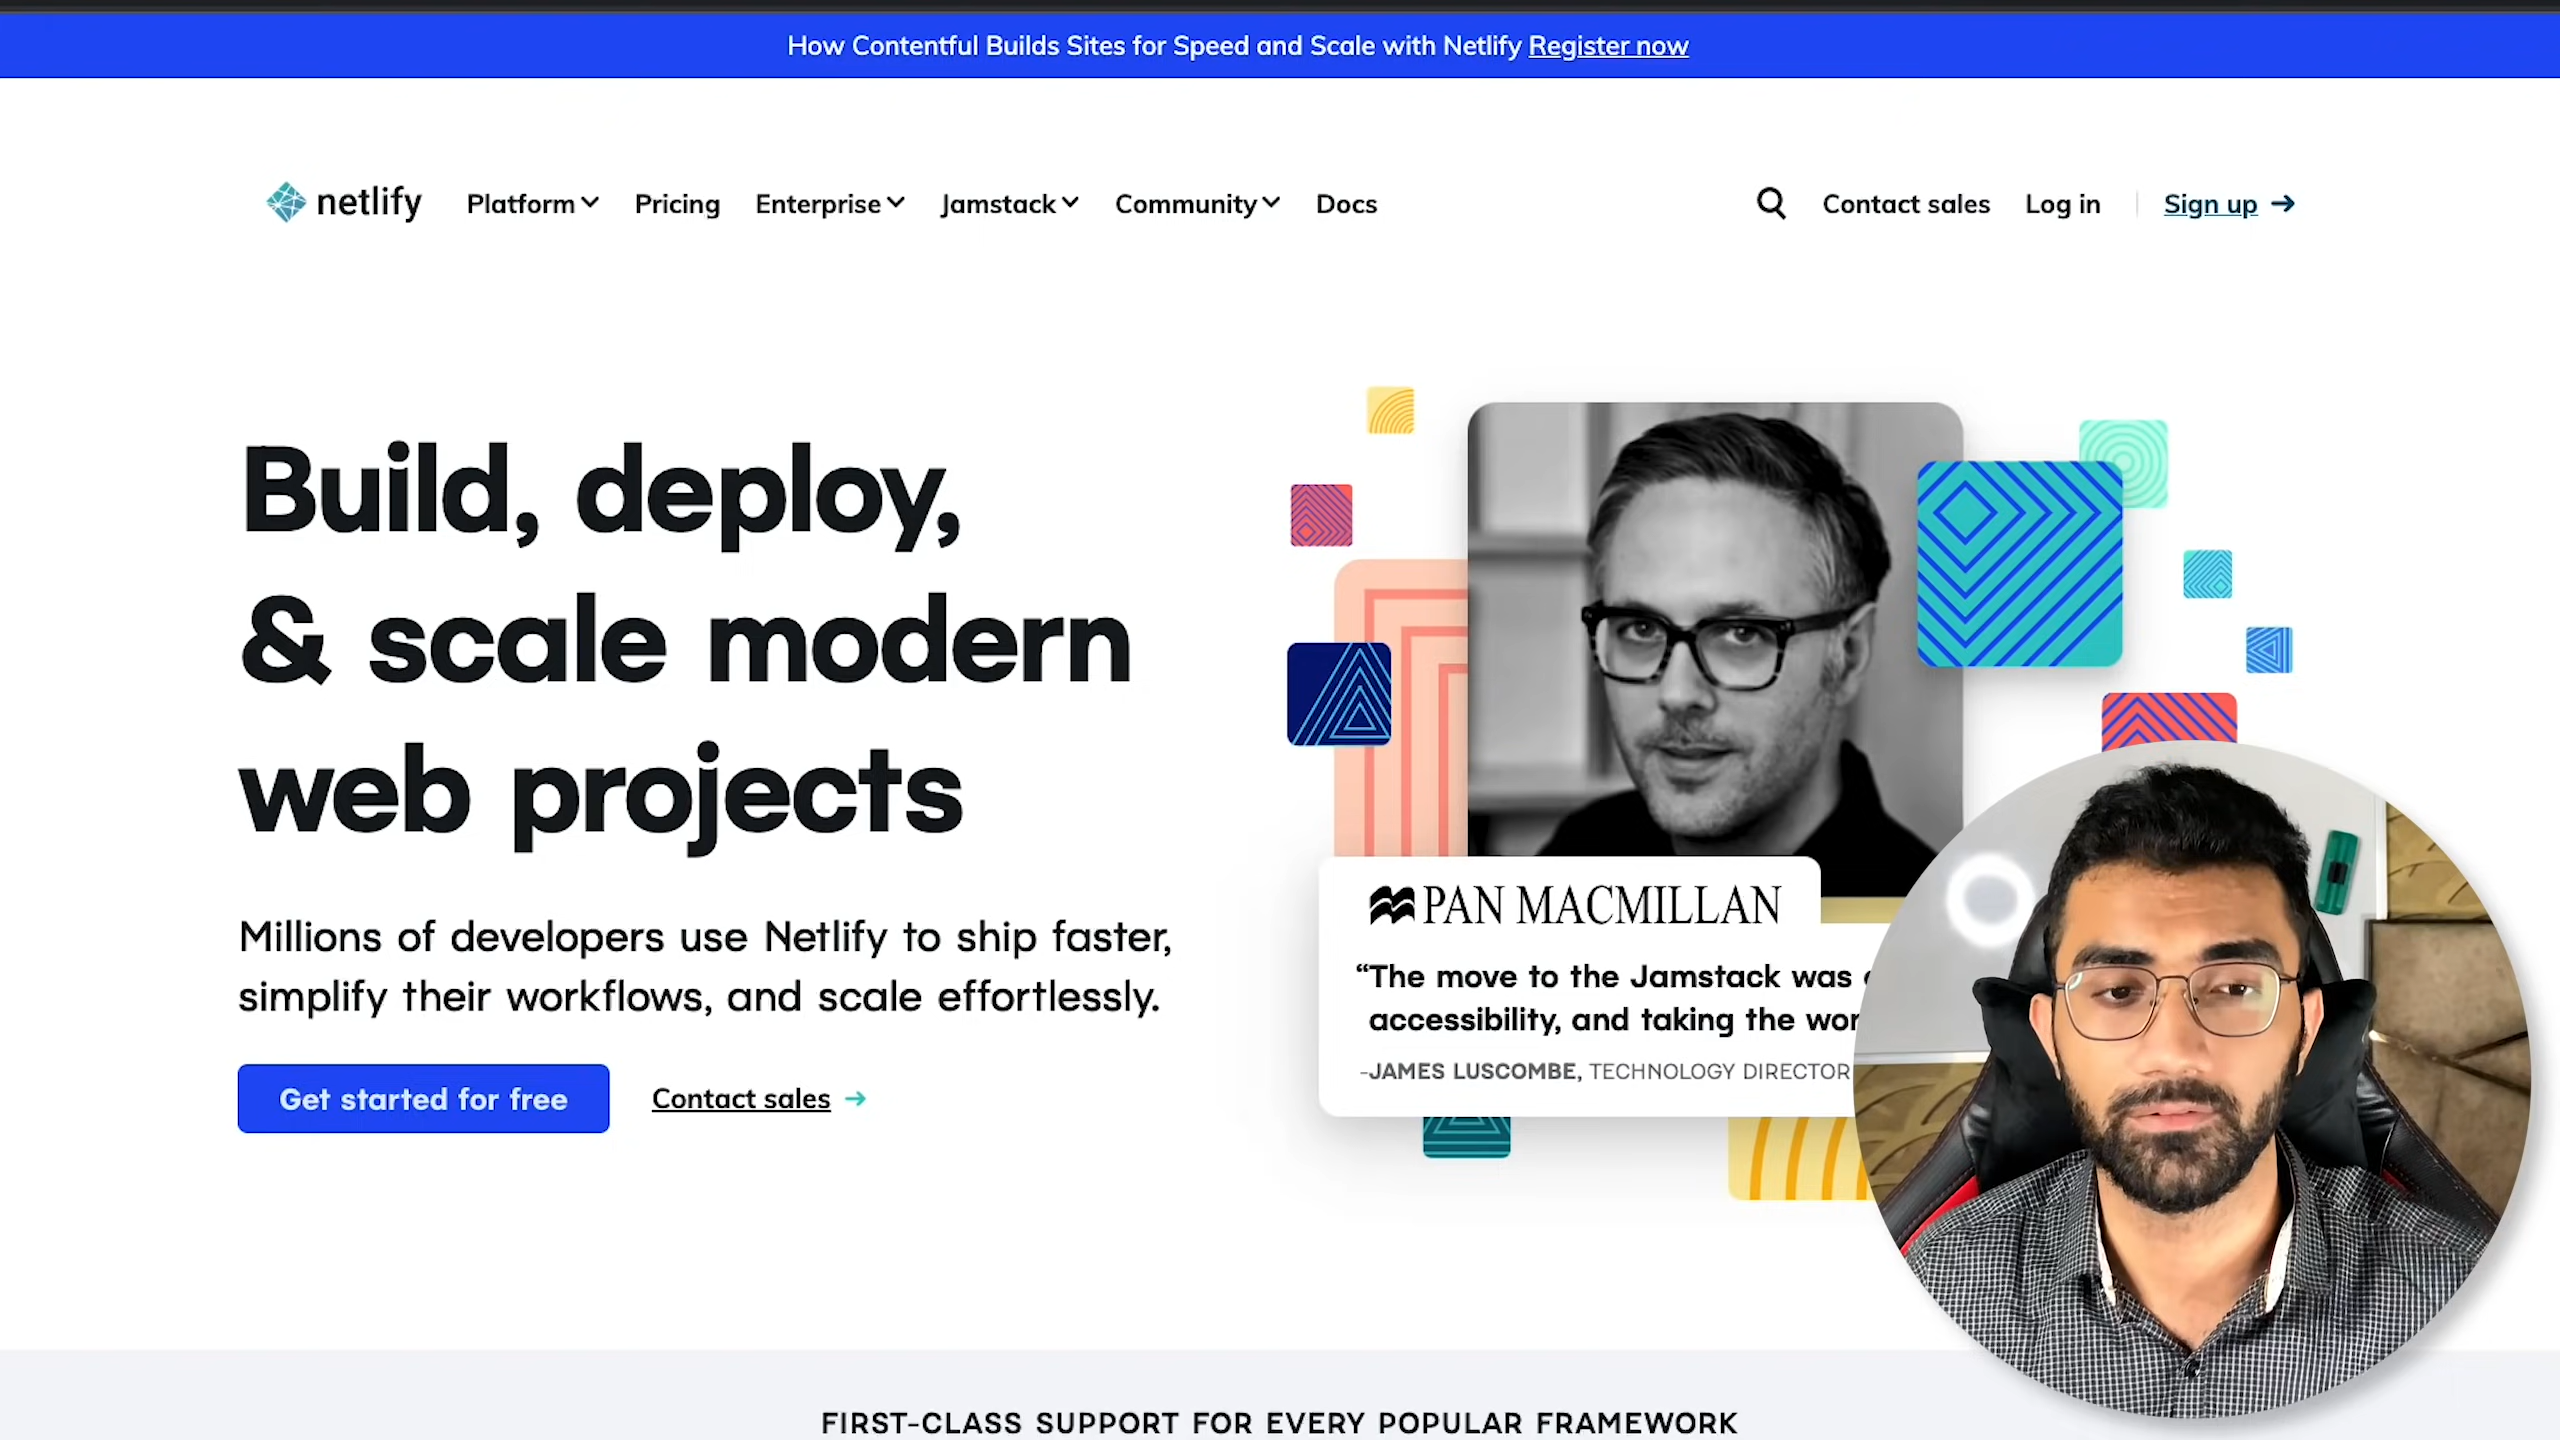 How Contentful Builds Sites for Speed and Scale with Netlify Register now
netlify Platform Pricing Enterprise Jamstack Community Docs Contact sales Log in Sign up
Build, deploy,
& scale modern
web projects
Millions of developers use Netlify to ship faster,
simplify their workflows, and scale effortlessly.
Get started for free Contact sales
PAN MACMILLAN
“The move to the Jamstack was
accessibility, and taking the
-JAMES LUSCOMBE, TECHNOLOGY DIRECTOR
FIRST-CLASS SUPPORT FOR EVERY POPULAR FRAMEWORK